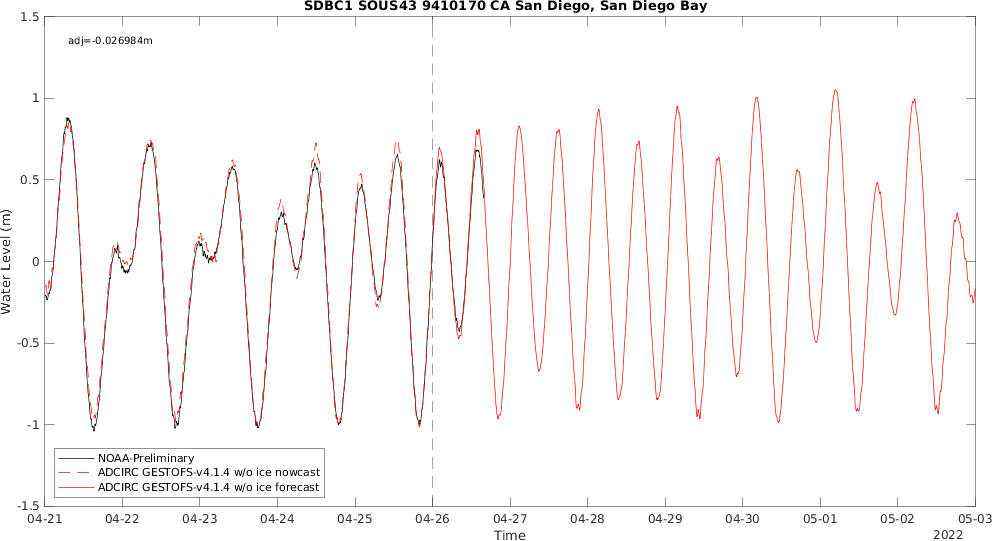 SDBC1 SOUS43 9410170 CA San Diego, San Diego Bay
adj=-0.026984m
1.5
1
0.5
0
-0.5
-1
-1.5
Water Level (m)
NOAA-Preliminary
ADCIRC GESTOFS-v4.1.4 w/o ice nowcast
ADCIRC GESTOFS-v4.1.4 w/o ice forecast
04-21 04-22 04-23 04-24 04-25 04-26 04-27 04-28 04-29 04-30 05-01 05-02 05-03
Time
2022